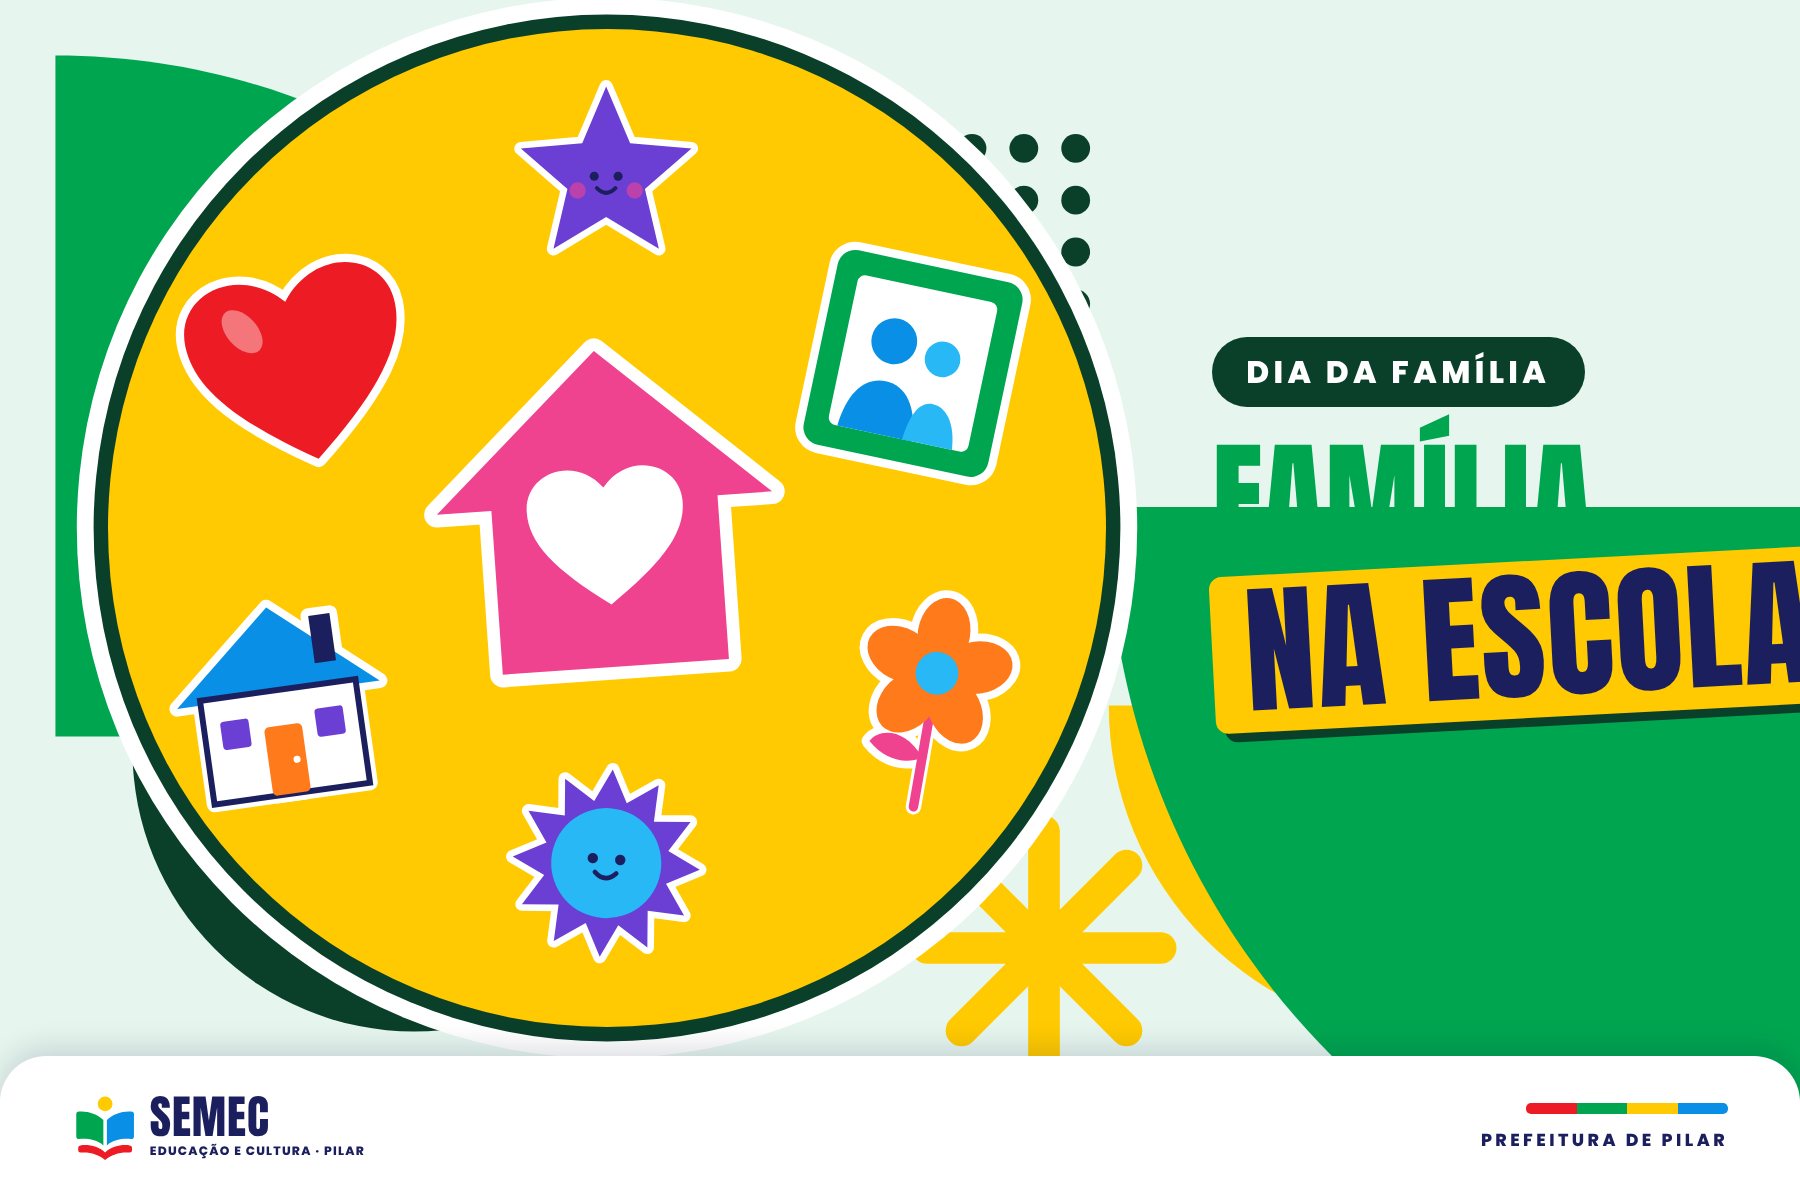 DIA DA FAMÍLIA
FAMÍLIA
NA ESCOLA
SEMEC
EDUCAÇÃO E CULTURA · PILAR
PREFEITURA DE PILAR